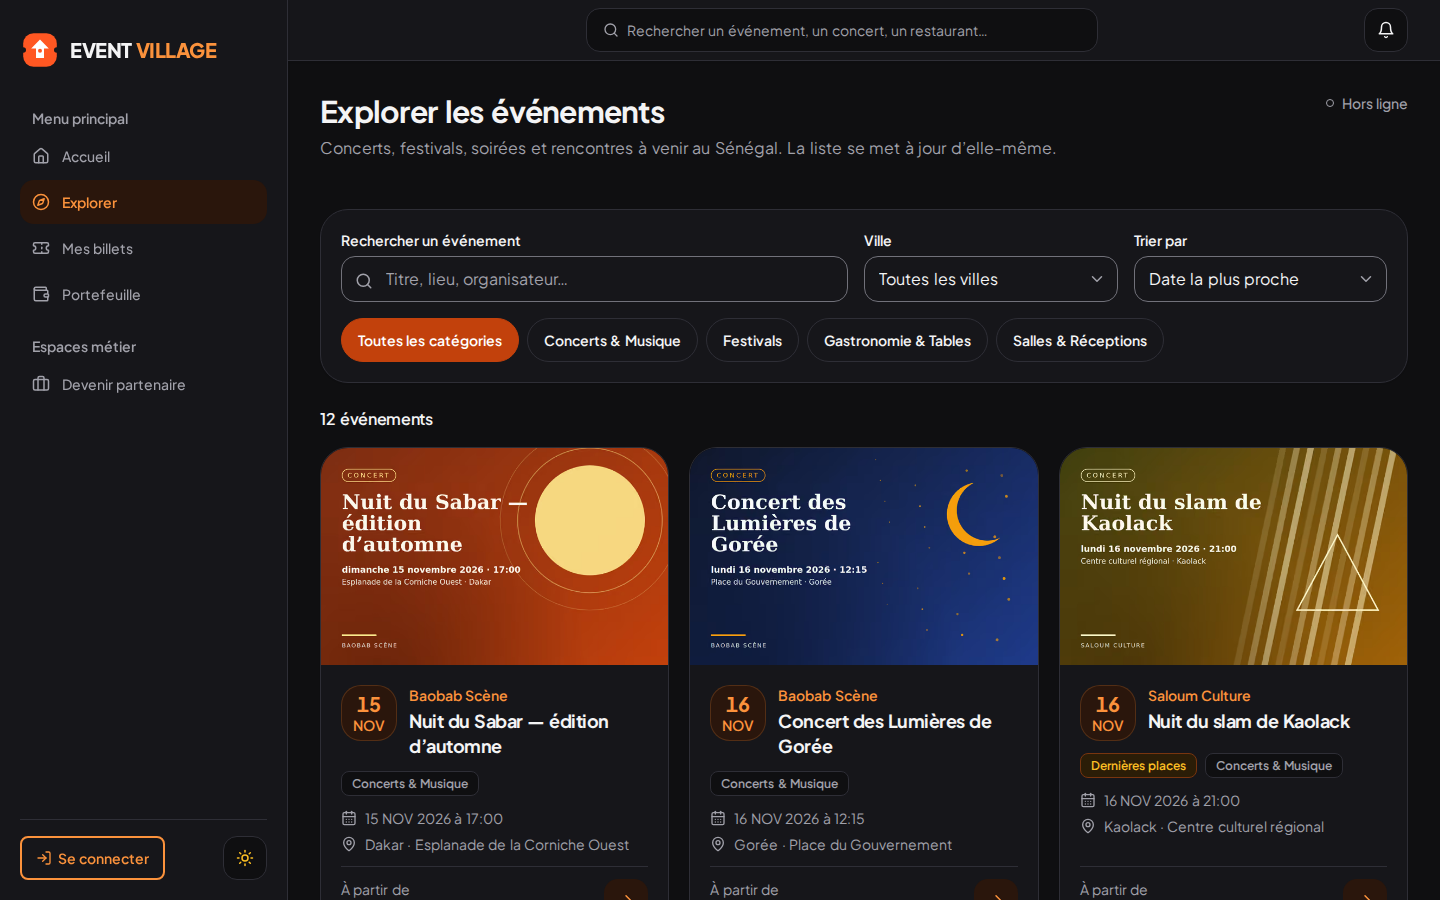 EVENT VILLAGE
Menu principal
Accueil
Explorer
Mes billets
Portefeuille
Espaces métier
Devenir partenaire
Se connecter
Rechercher un événement, un concert, un restaurant…
Explorer les événements
Hors ligne
Concerts, festivals, soirées et rencontres à venir au Sénégal. La liste se met à jour d’elle-même.
Rechercher un événement
Ville
Trier par
Titre, lieu, organisateur…
Toutes les villes
Date la plus proche
Toutes les catégories
Concerts & Musique
Festivals
Gastronomie & Tables
Salles & Réceptions
12 événements
CONCERT
Nuit du Sabar —
édition
d’automne
dimanche 15 novembre 2026 · 17:00
Esplanade de la Corniche Ouest · Dakar
BAOBAB SCÈNE
15
NOV
Baobab Scène
Nuit du Sabar — édition
d’automne
Concerts & Musique
15 NOV 2026 à 17:00
Dakar · Esplanade de la Corniche Ouest
À partir de
CONCERT
Concert des
Lumières de
Gorée
lundi 16 novembre 2026 · 12:15
Place du Gouvernement · Gorée
BAOBAB SCÈNE
16
NOV
Baobab Scène
Concert des Lumières de
Gorée
Concerts & Musique
16 NOV 2026 à 12:15
Gorée · Place du Gouvernement
À partir de
CONCERT
Nuit du slam de
Kaolack
lundi 16 novembre 2026 · 21:00
Centre culturel régional · Kaolack
SALOUM CULTURE
16
NOV
Saloum Culture
Nuit du slam de Kaolack
Dernières places
Concerts & Musique
16 NOV 2026 à 21:00
Kaolack · Centre culturel régional
À partir de